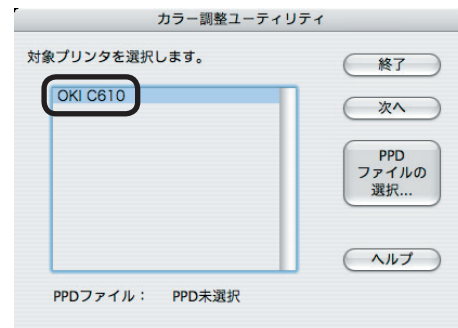 カラー調整ユーティリティ
対象プリンタを選択します。
OKI C610
終了
次へ
PPD
ファイルの
選択...
ヘルプ
PPDファイル： PPD未選択